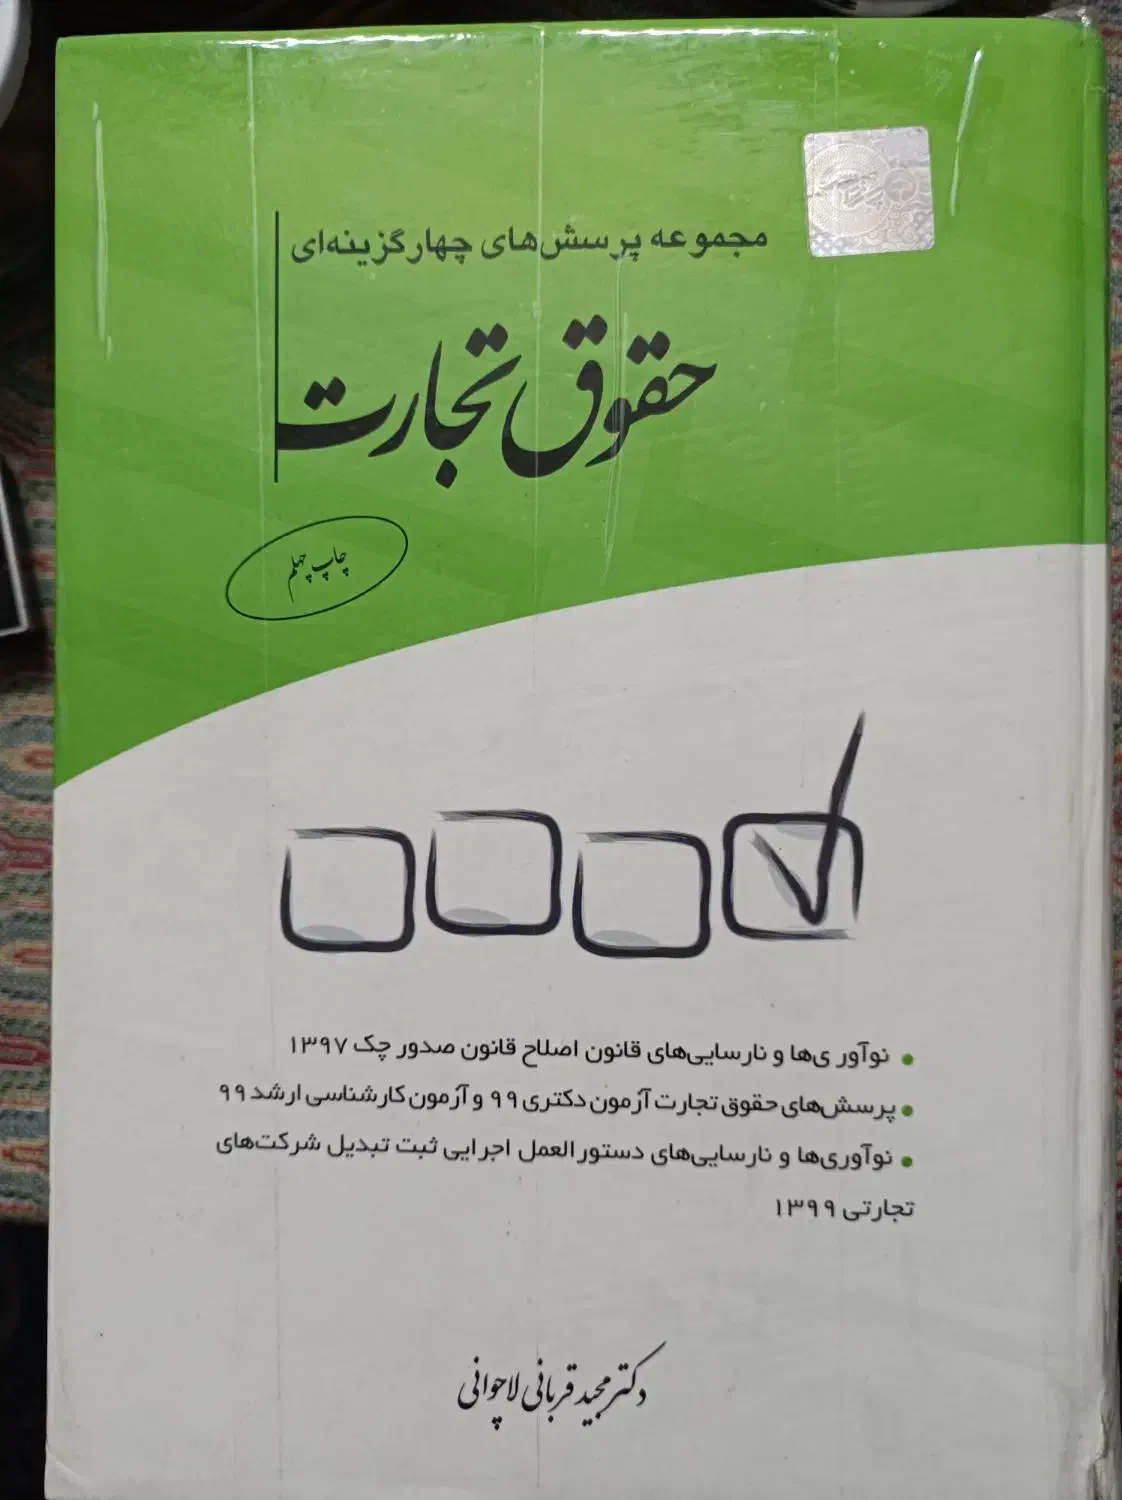 مجموعه پرسش‌های چهارگزینه‌ای
حقوق تجارت
چاپ چهلم
• نوآوری‌ها و نارسایی‌های قانون اصلاح قانون صدور چک ۱۳۹۷
• پرسش‌های حقوق تجارت آزمون دکتری ۹۹ و آزمون کارشناسی ارشد ۹۹
• نوآوری‌ها و نارسایی‌های دستورالعمل اجرایی ثبت تبدیل شرکت‌های
تجارتی ۱۳۹۹
دکتر مجید قربانی لاچوانی